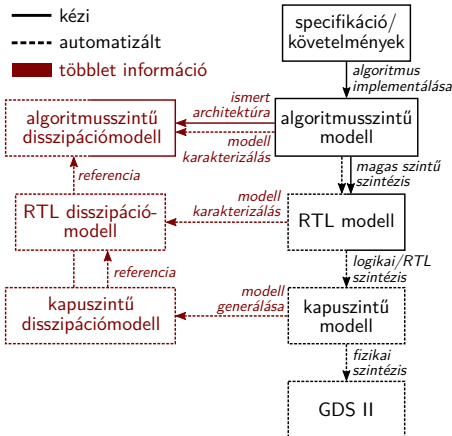 kézi
automatizált
többlet információ
specifikáció/
követelmények
algoritmus
implementálása
algoritmusszintű
disszipációmodell
ismert
architektúra
modell
karakterizálás
algoritmusszintű
modell
referencia
magas szintű
szintézis
RTL disszipáció-
modell
modell
karakterizálás
RTL modell
referencia
logikai/RTL
szintézis
kapuszintű
disszipációmodell
modell
generálása
kapuszintű
modell
fizikai
szintézis
GDS II